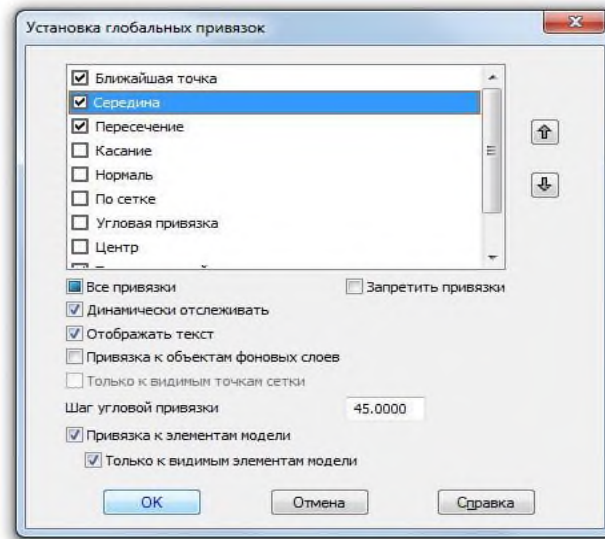 Установка глобальных привязок
Ближайшая точка
Середина
Пересечение
Касание
Нормаль
По сетке
Угловая привязка
Центр
Все привязки
Запретить привязки
Динамически отслеживать
Отображать текст
Привязка к объектам фоновых слоев
Только к видимым точкам сетки
Шаг угловой привязки
45.0000
Привязка к элементам модели
Только к видимым элементам модели
OK
Отмена
Справка